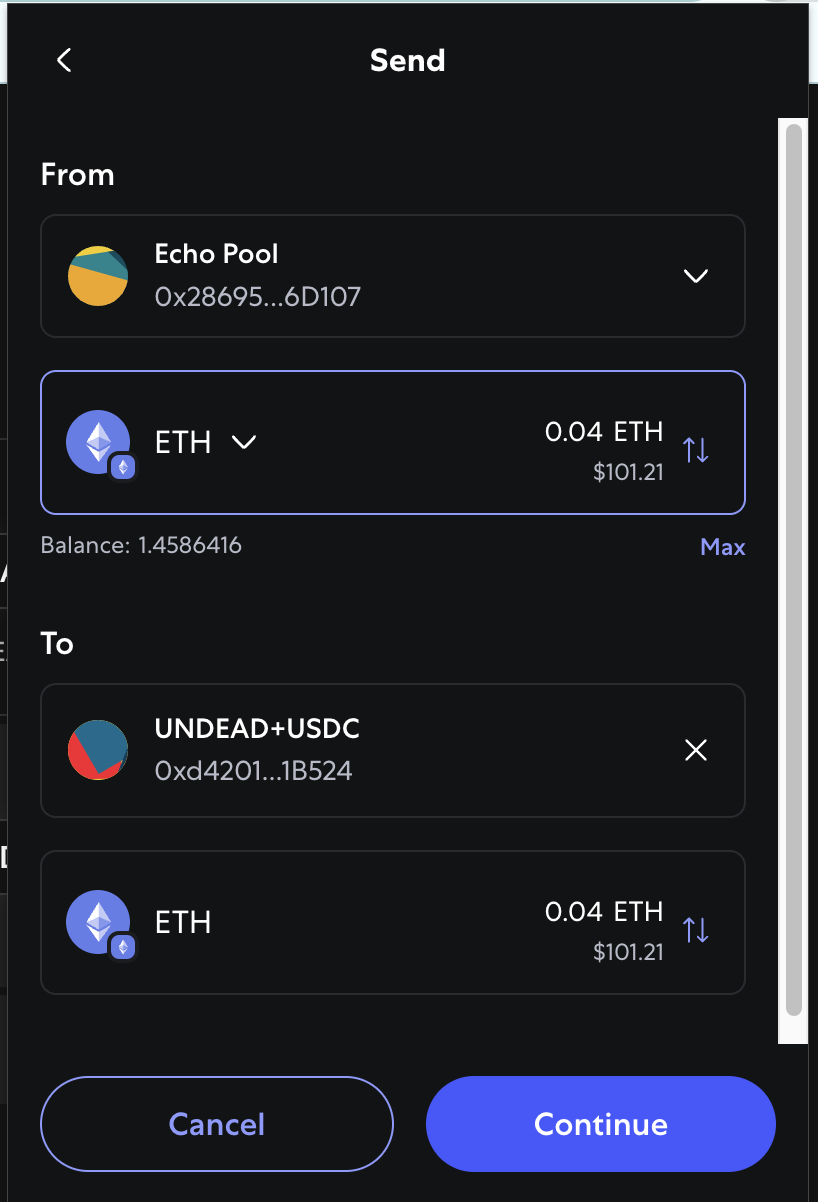 Send
From
Echo Pool
0x28695...6D107
ETH
0.04 ETH
$101.21
Balance: 1.4586416
Max
To
UNDEAD+USDC
0xd4201...1B524
ETH
0.04 ETH
$101.21
Cancel
Continue